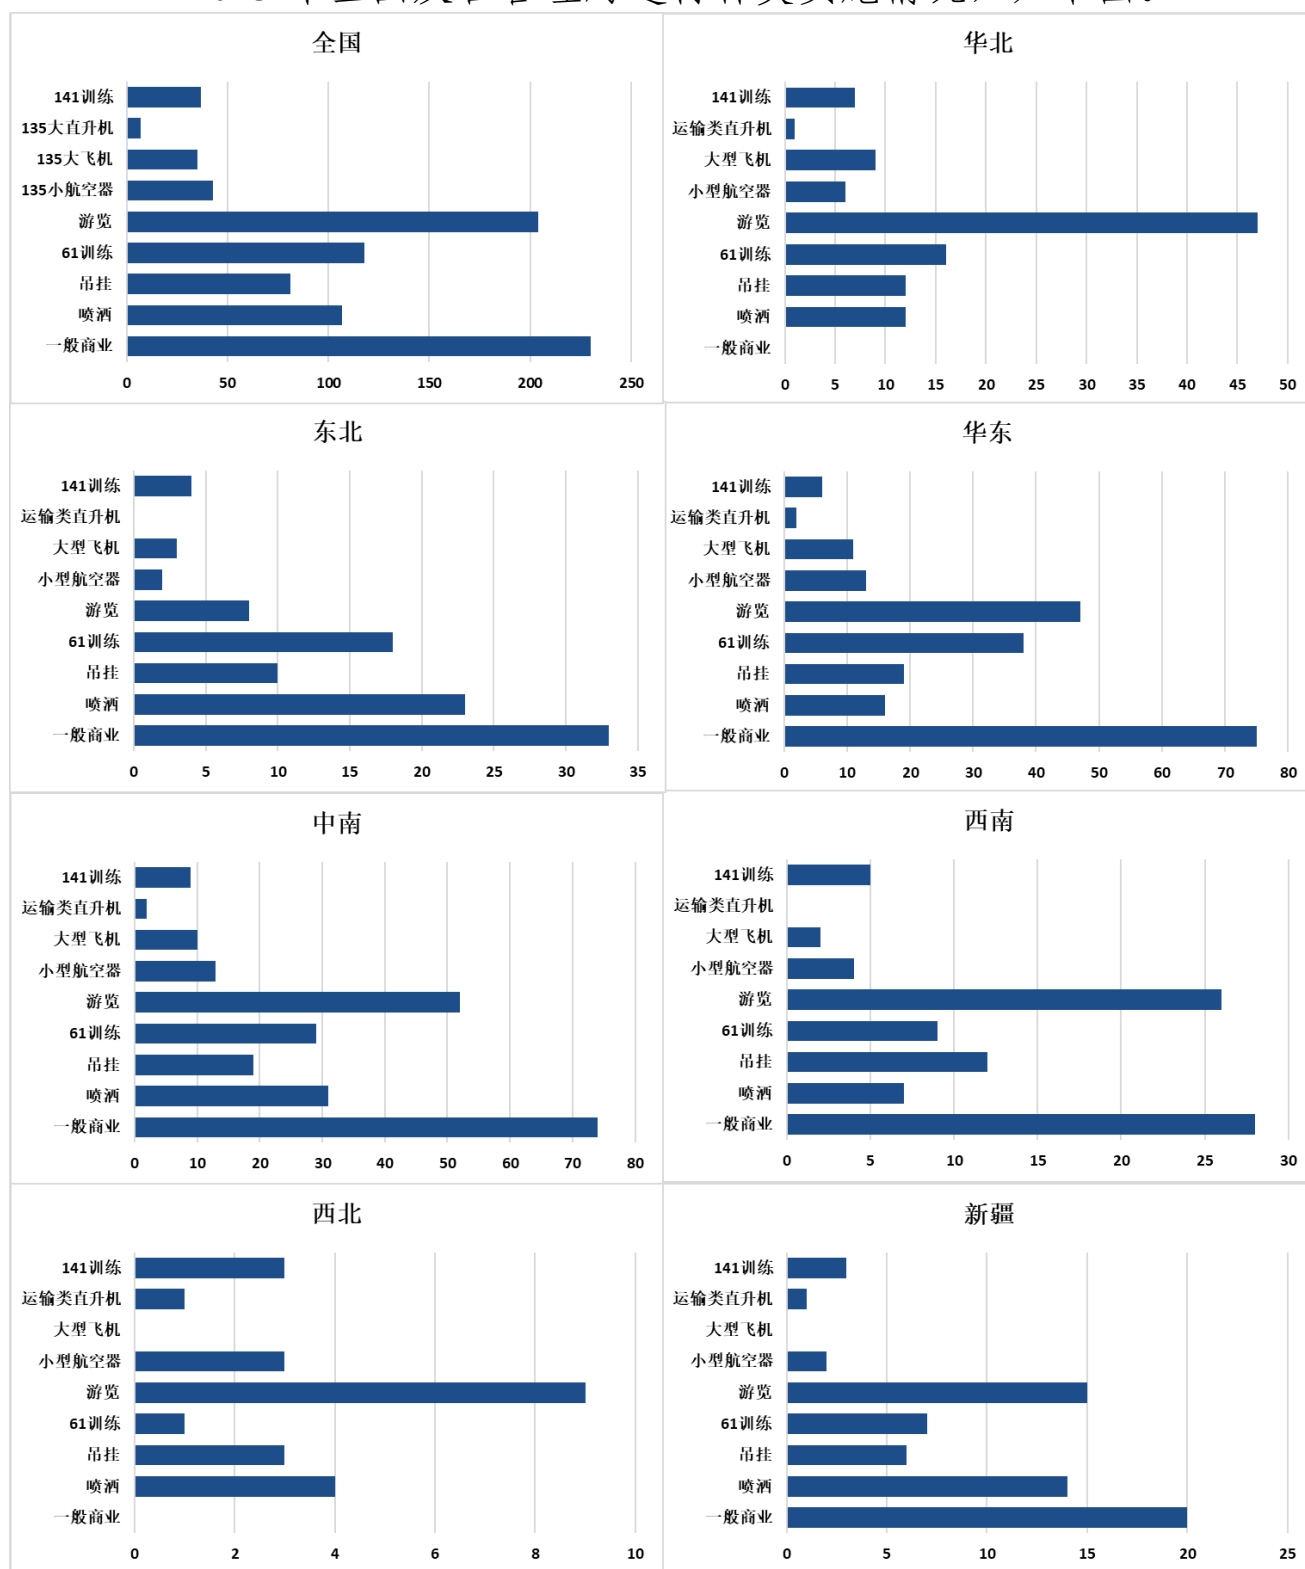 全国
141训练
135大直升机
135大飞机
135小航空器
游览
61训练
吊挂
喷洒
一般商业
0 50 100 150 200 250
华北
141训练
运输类直升机
大型飞机
小型航空器
游览
61训练
吊挂
喷洒
一般商业
0 5 10 15 20 25 30 35 40 45 50
东北
141训练
运输类直升机
大型飞机
小型航空器
游览
61训练
吊挂
喷洒
一般商业
0 5 10 15 20 25 30 35
华东
141训练
运输类直升机
大型飞机
小型航空器
游览
61训练
吊挂
喷洒
一般商业
0 10 20 30 40 50 60 70 80
中南
141训练
运输类直升机
大型飞机
小型航空器
游览
61训练
吊挂
喷洒
一般商业
0 10 20 30 40 50 60 70 80
西南
141训练
运输类直升机
大型飞机
小型航空器
游览
61训练
吊挂
喷洒
一般商业
0 5 10 15 20 25 30
西北
141训练
运输类直升机
大型飞机
小型航空器
游览
61训练
吊挂
喷洒
一般商业
0 2 4 6 8 10
新疆
141训练
运输类直升机
大型飞机
小型航空器
游览
61训练
吊挂
喷洒
一般商业
0 5 10 15 20 25